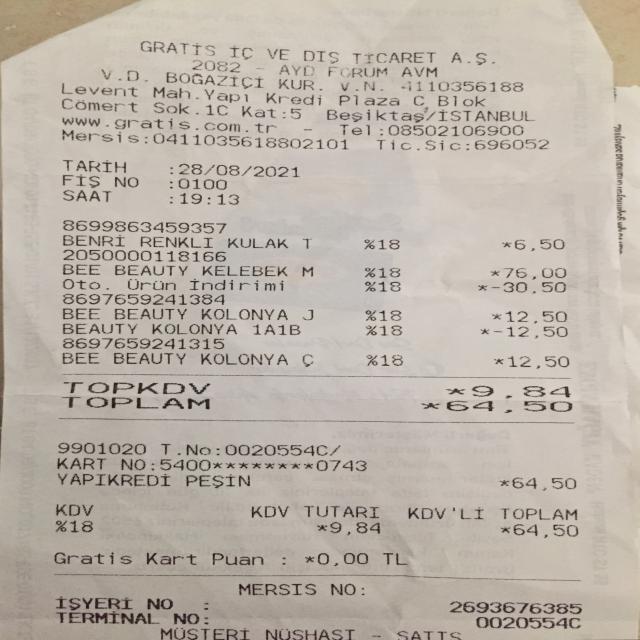 GRATİS İÇ VE DIŞ TİCARET A.Ş.
2082 - AYD FORUM AVM
V.D. BOĞAZİÇİ KUR. V.N. 4110356188
Levent Mah.Yapı Kredi Plaza C Blok
Cömert Sok.1C Kat:5 Beşiktaş/İSTANBUL
www.gratis.com.tr - Tel:08502106900
Mersis:0411035618802101 Tic.Sic:696052
TARİH :28/08/2021
FİŞ NO :0100
SAAT :19:13
8699863459357
BENRİ RENKLİ KULAK T %18 *6,50
2050000118166
BEE BEAUTY KELEBEK M %18 *76,00
Oto. Ürün İndirimi %18 *-30,50
8697659241384
BEE BEAUTY KOLONYA J %18 *12,50
BEAUTY KOLONYA 1A1B %18 *-12,50
8697659241315
BEE BEAUTY KOLONYA Ç %18 *12,50
TOPKDV *9,84
TOPLAM *64,50
9901020 T.No:0020554C/
KART NO:5400********0743
YAPIKREDİ PEŞİN *64,50
KDV KDV TUTARI KDV'Lİ TOPLAM
%18 *9,84 *64,50
Gratis Kart Puan : *0,00 TL
MERSIS NO:
İŞYERİ NO : 2693676385
TERMİNAL NO: 0020554C
MÜŞTERİ NÜSHASI - SATIŞ